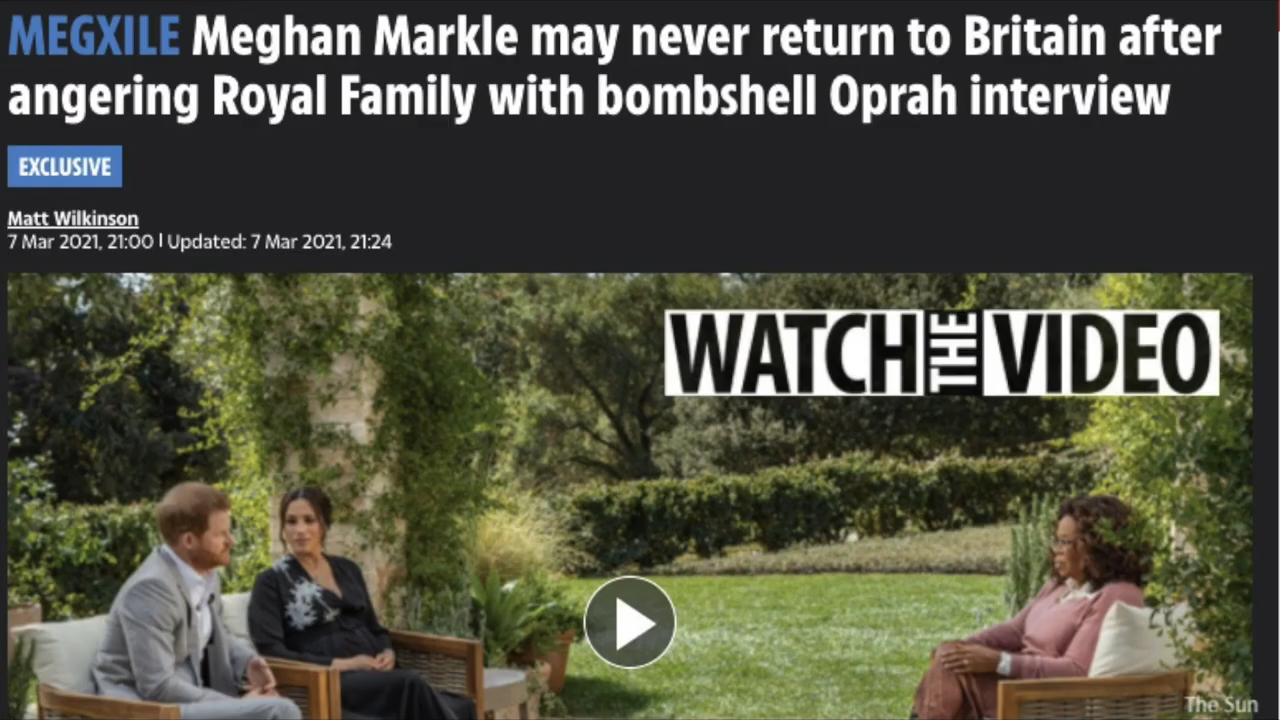 MEGXILE Meghan Markle may never return to Britain after
angering Royal Family with bombshell Oprah interview
EXCLUSIVE
Matt Wilkinson
7 Mar 2021, 21:00 | Updated: 7 Mar 2021, 21:24
WATCH THE VIDEO
The Sun